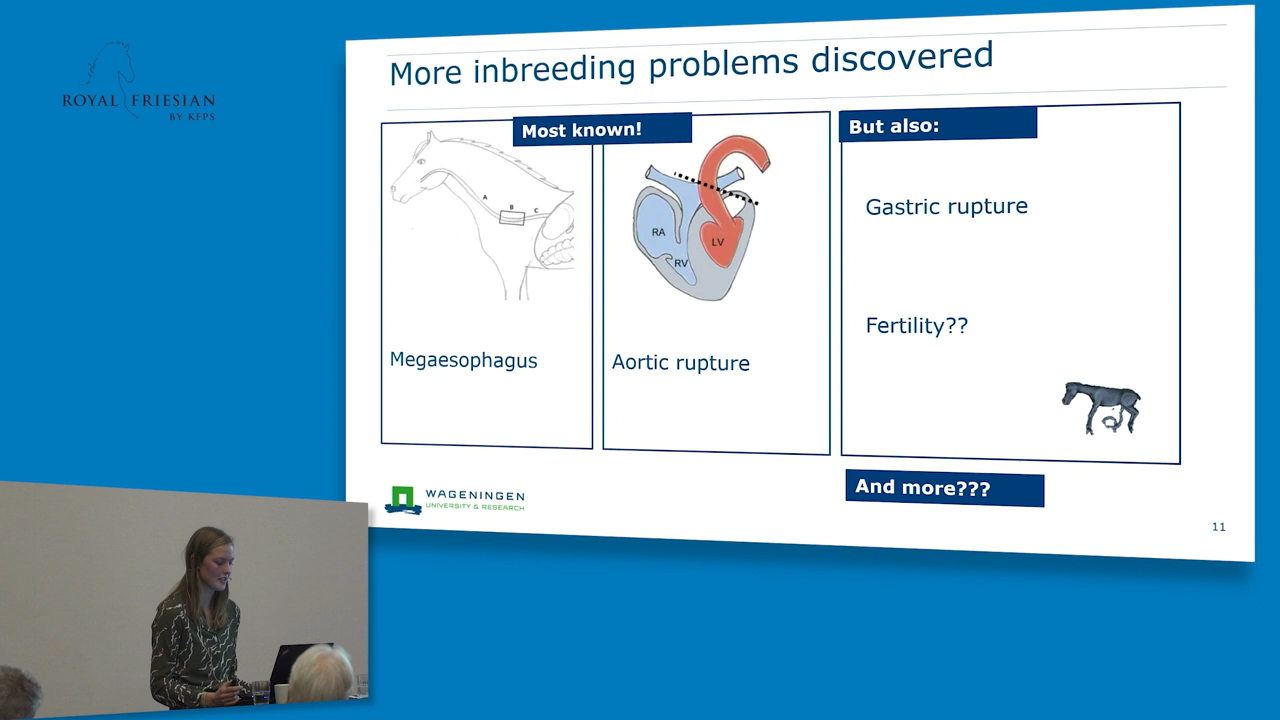 ROYAL FRIESIAN
BY KFPS
More inbreeding problems discovered
Most known!
But also:
A
B
C
RA
LV
RV
Gastric rupture
Fertility??
Megaesophagus
Aortic rupture
And more???
WAGENINGEN
UNIVERSITY & RESEARCH
11